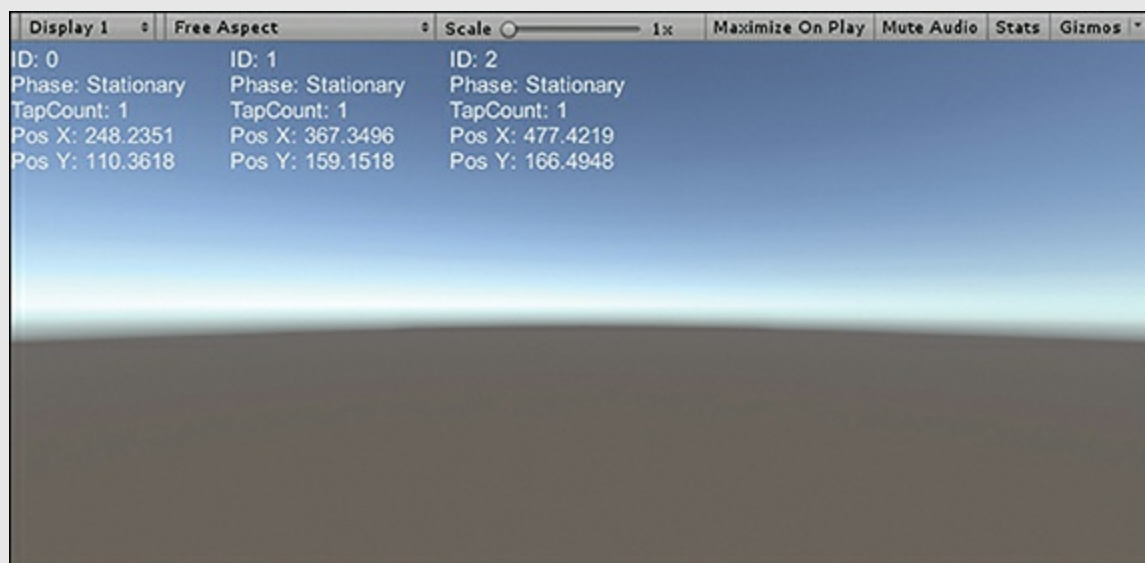 Display 1 Free Aspect Scale 1x Maximize On Play Mute Audio Stats Gizmos
ID: 0
Phase: Stationary
TapCount: 1
Pos X: 248.2351
Pos Y: 110.3618
ID: 1
Phase: Stationary
TapCount: 1
Pos X: 367.3496
Pos Y: 159.1518
ID: 2
Phase: Stationary
TapCount: 1
Pos X: 477.4219
Pos Y: 166.4948